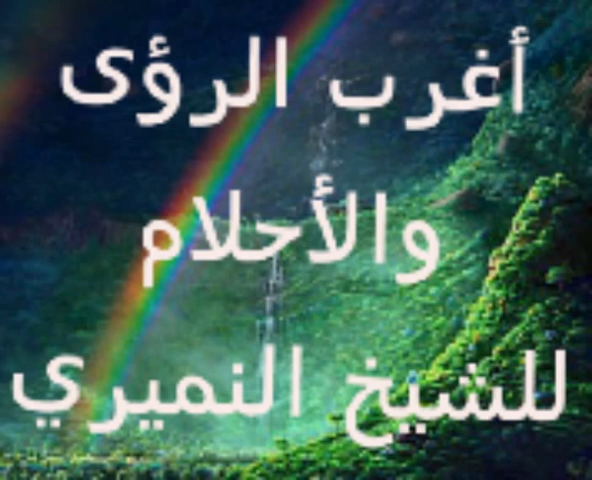 أغرب الرؤى
والأحلام
للشيخ النميري